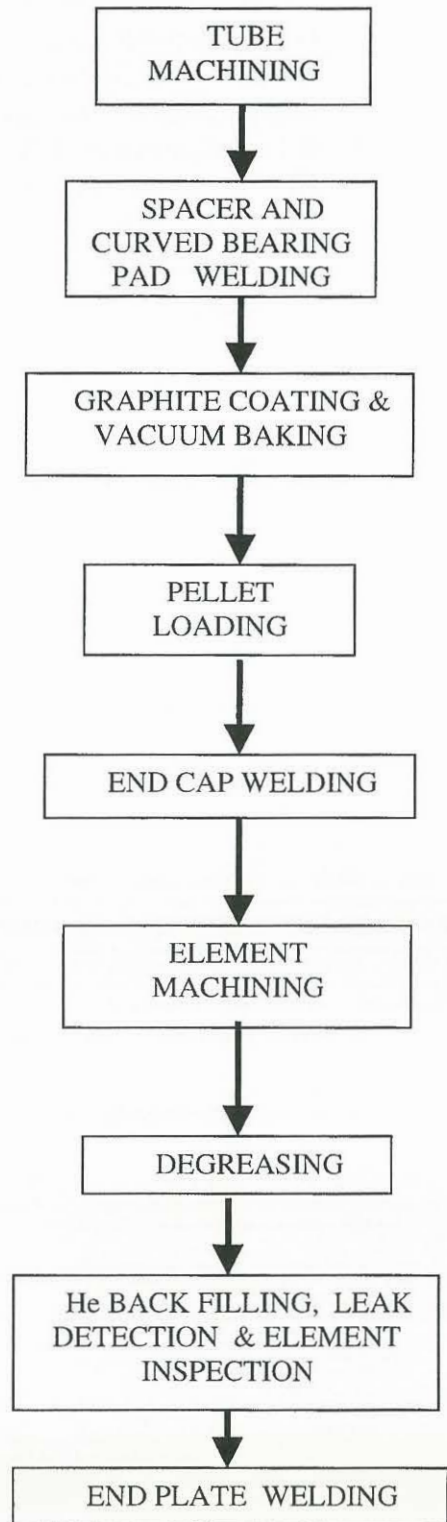 TUBE
MACHINING
SPACER AND
CURVED BEARING
PAD WELDING
GRAPHITE COATING &
VACUUM BAKING
PELLET
LOADING
END CAP WELDING
ELEMENT
MACHINING
DEGREASING
He BACK FILLING, LEAK
DETECTION & ELEMENT
INSPECTION
END PLATE WELDING